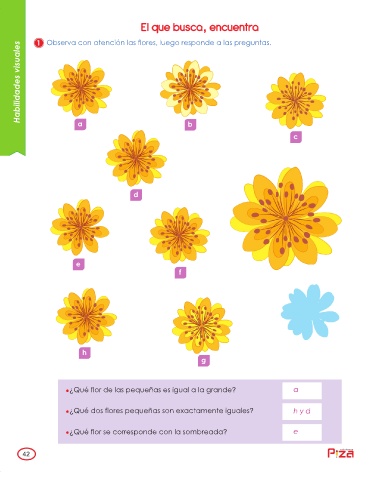 El que busca, encuentra
Habilidades visuales
1 Observa con atención las flores, luego responde a las preguntas.
a
b
c
d
e
f
h
g
•¿Qué flor de las pequeñas es igual a la grande? a
•¿Qué dos flores pequeñas son exactamente iguales? h y d
•¿Qué flor se corresponde con la sombreada? e
42
P1zá